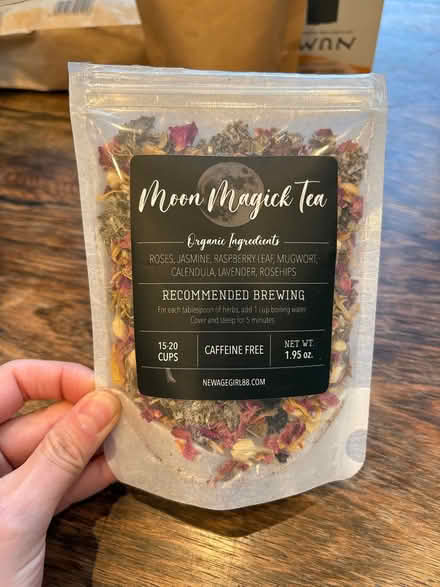 NUM
Moon Magick Tea
Organic Ingredients
ROSES, JASMINE, RASPBERRY LEAF, MUGWORT,
CALENDULA, LAVENDER, ROSEHIPS
RECOMMENDED BREWING
For each tablespoon of herbs, add 1 cup boiling water
Cover and steep for 5 minutes
15-20
CUPS
CAFFEINE FREE
NET WT.
1.95 oz.
NEWAGEGIRL88.COM